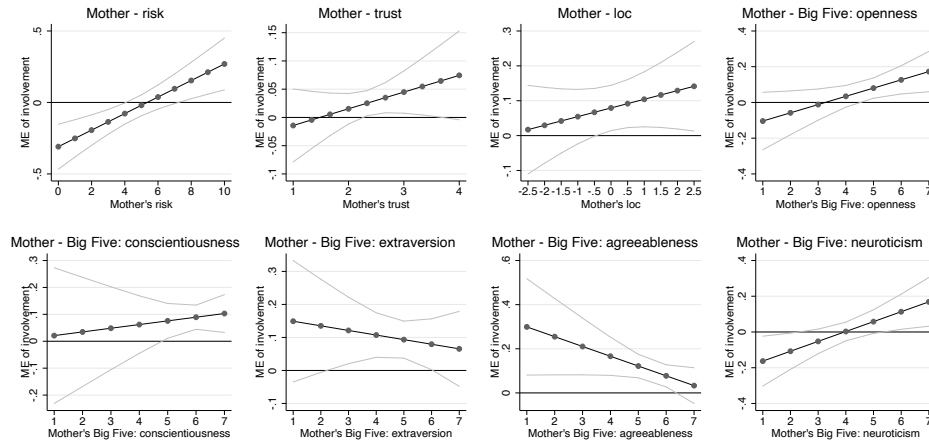 Mother - risk
ME of involvement
.5
0
-.5
0 2 4 6 8 10
Mother's risk
Mother - trust
ME of involvement
.15
.1
.05
0
-.05
-.1
1 2 3 4
Mother's trust
Mother - loc
ME of involvement
.3
.2
.1
0
-.1
-2.5 -2 -1.5 -1 -.5 0 .5 1 1.5 2 2.5
Mother's loc
Mother - Big Five: openness
ME of involvement
.4
.2
0
-.2
-.4
1 2 3 4 5 6 7
Mother's Big Five: openness
Mother - Big Five: conscientiousness
ME of involvement
.3
.2
.1
0
-.1
-.2
1 2 3 4 5 6 7
Mother's Big Five: conscientiousness
Mother - Big Five: extraversion
ME of involvement
.3
.2
.1
0
-.1
1 2 3 4 5 6 7
Mother's Big Five: extraversion
Mother - Big Five: agreeableness
ME of involvement
.6
.4
.2
0
1 2 3 4 5 6 7
Mother's Big Five: agreeableness
Mother - Big Five: neuroticism
ME of involvement
.4
.2
0
-.2
-.4
1 2 3 4 5 6 7
Mother's Big Five: neuroticism